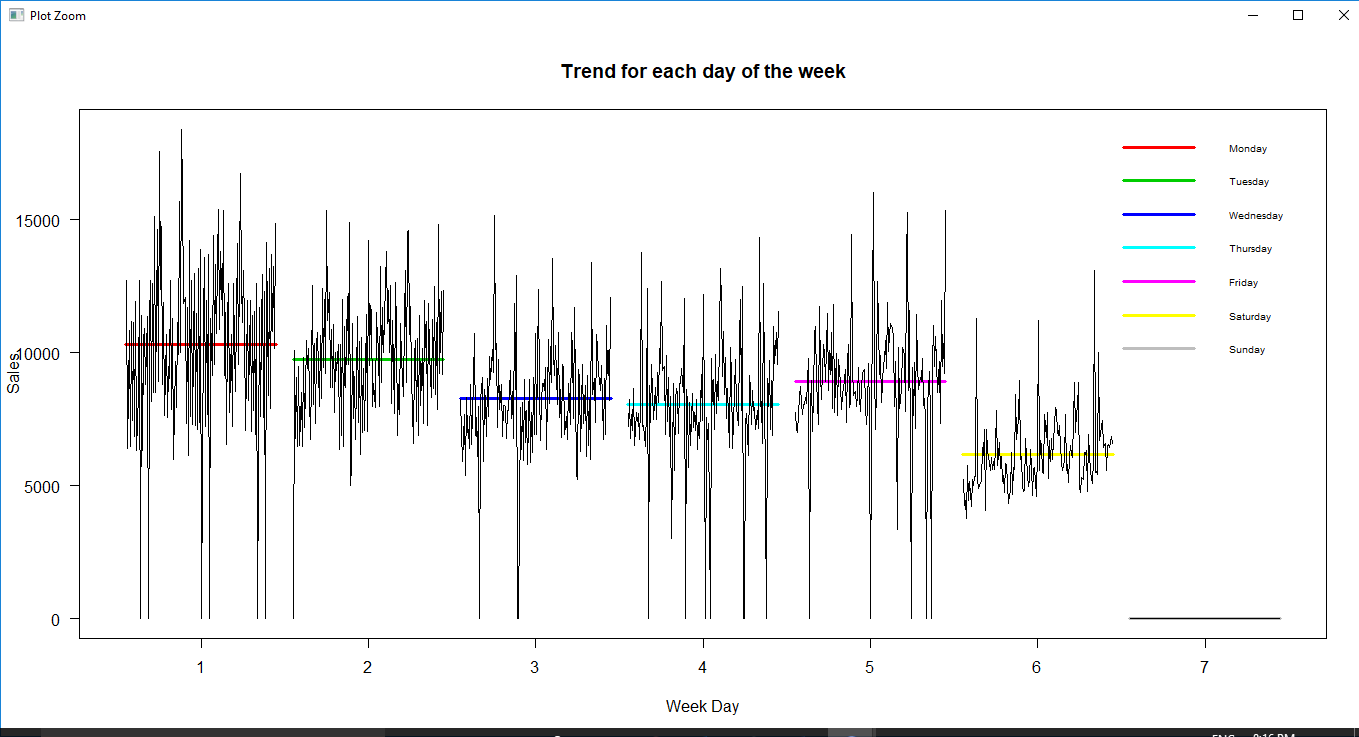 Plot Zoom
Trend for each day of the week
Monday
Tuesday
Wednesday
Thursday
Friday
Saturday
Sunday
Sales
15000
10000
5000
0
1 2 3 4 5 6 7
Week Day